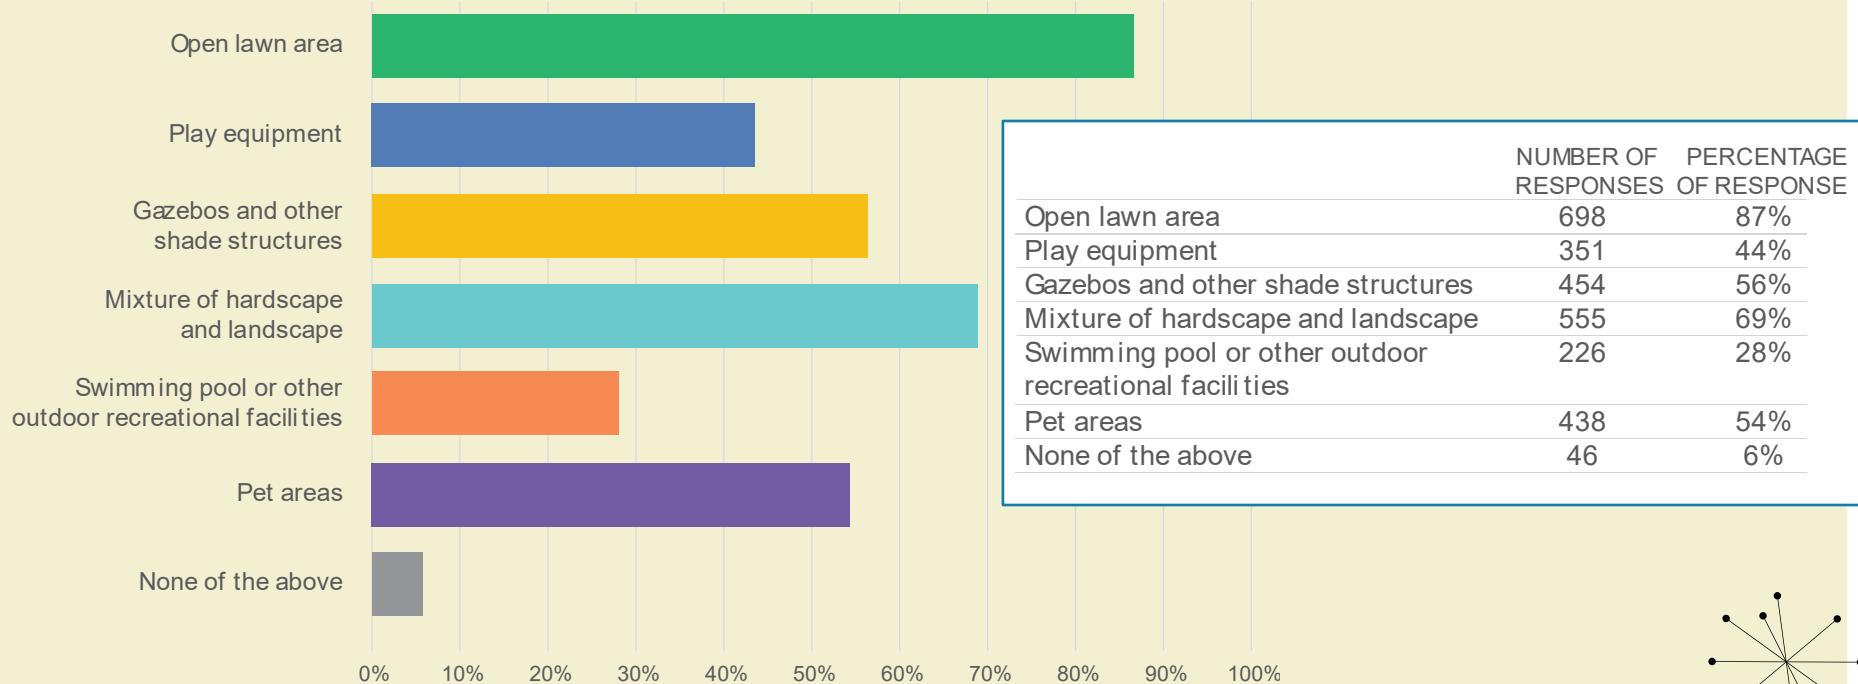 Open lawn area
Play equipment
Gazebos and other
shade structures
Mixture of hardscape
and landscape
Swimming pool or other
outdoor recreational facilities
Pet areas
None of the above
0% 10% 20% 30% 40% 50% 60% 70% 80% 90% 100%
NUMBER OF PERCENTAGE
RESPONSES OF RESPONSE
Open lawn area 698 87%
Play equipment 351 44%
Gazebos and other shade structures 454 56%
Mixture of hardscape and landscape 555 69%
Swimming pool or other outdoor 226 28%
recreational facilities
Pet areas 438 54%
None of the above 46 6%